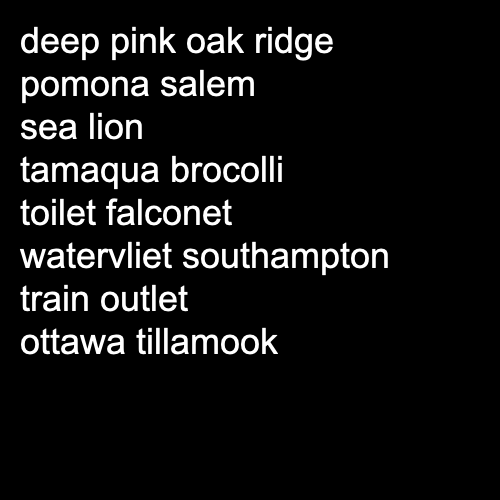 deep pink oak ridge
pomona salem
sea lion
tamaqua brocolli
toilet falconet
watervliet southampton
train outlet
ottawa tillamook